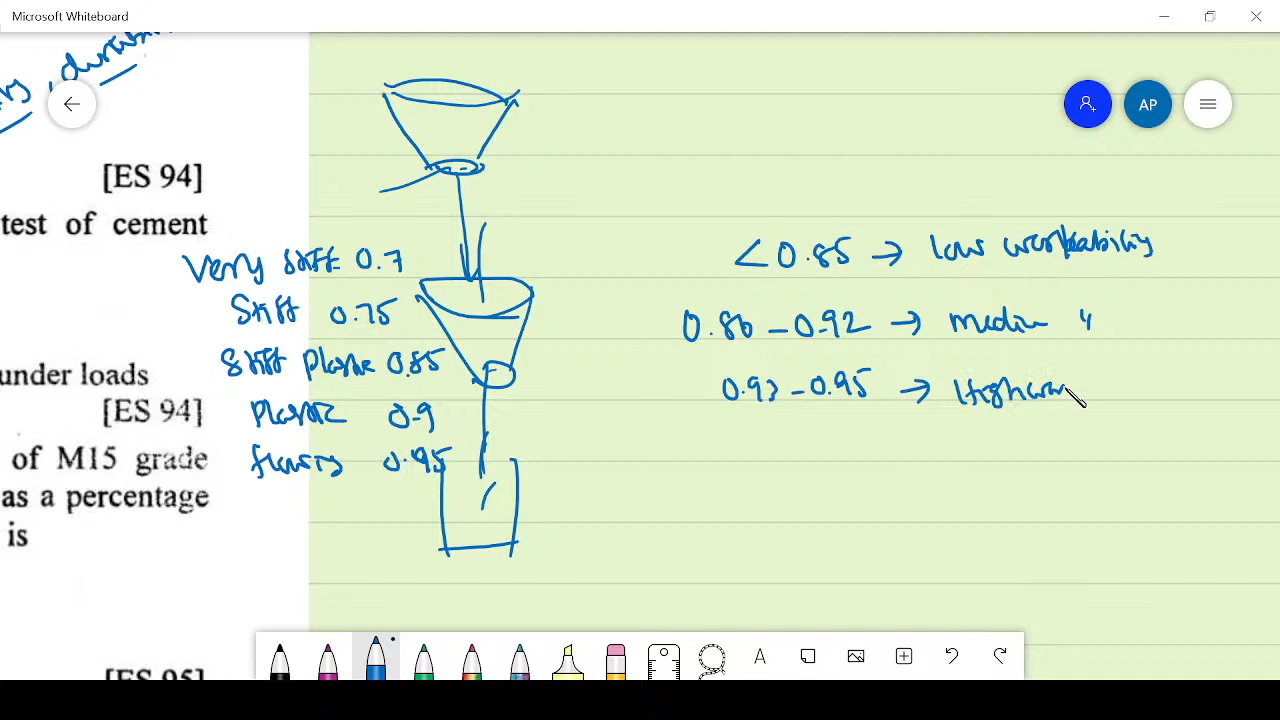 Microsoft Whiteboard
AP
[ES 94]
test of cement
under loads
[ES 94]
of M15 grade
as a percentage
is
[ES 95]
Very stiff 0.7
Stiff 0.75
Stiff plastic 0.85
Plastic 0.9
flowing 0.95
< 0.85 → low workability
0.86 - 0.92 → medium "
0.93 - 0.95 → High
A